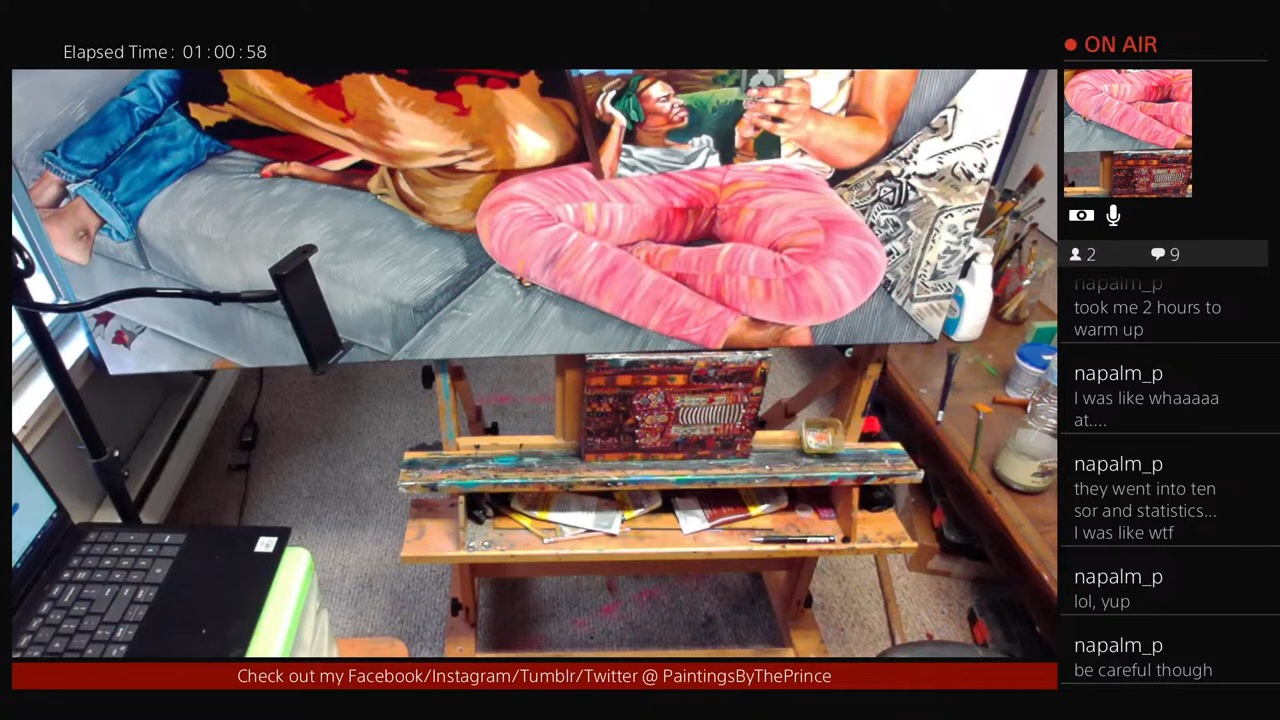 Elapsed Time: 01:00:58
ON AIR
2
9
napalm_p
took me 2 hours to
warm up
napalm_p
I was like whaaaaa
at....
napalm_p
they went into ten
sor and statistics...
I was like wtf
napalm_p
lol, yup
napalm_p
be careful though
Check out my Facebook/Instagram/Tumblr/Twitter @ PaintingsByThePrince